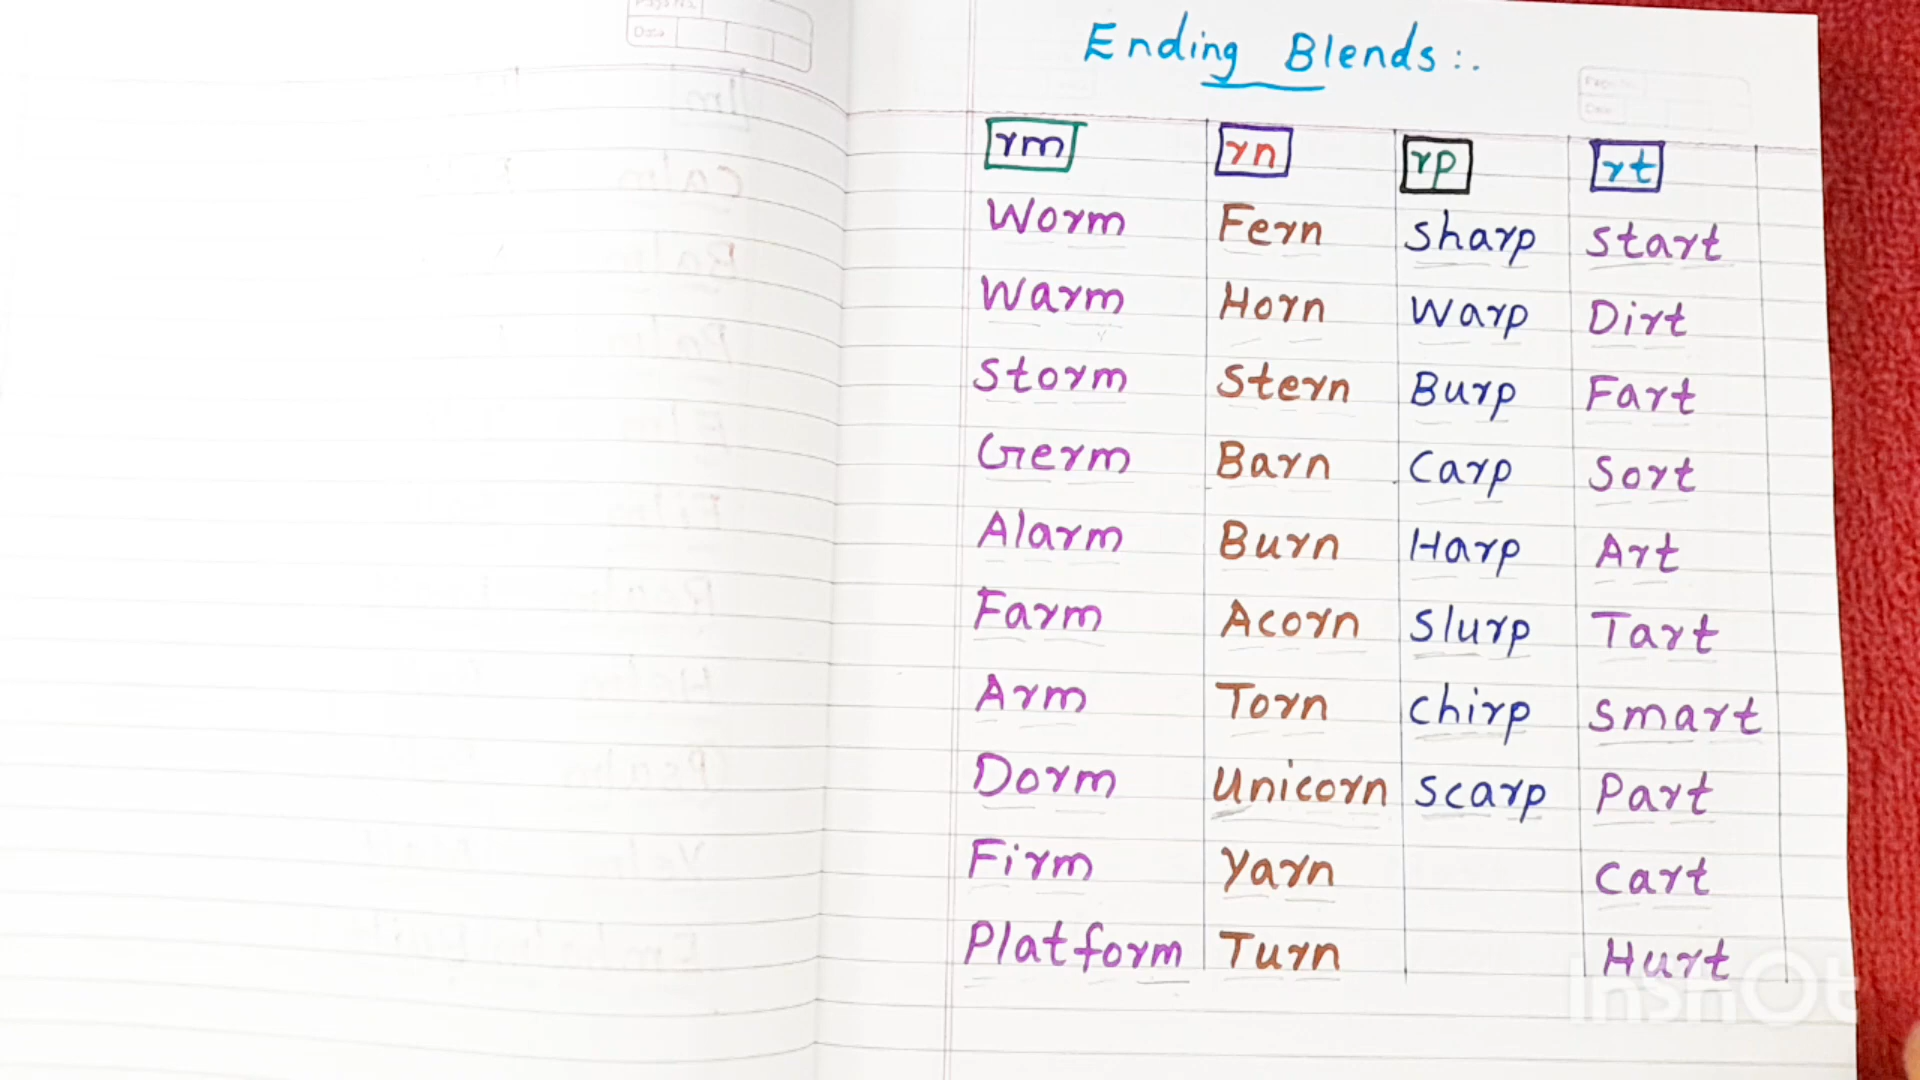 Ending Blends:.
rm rn rp rt
Worm Fern Sharp Start
Warm Horn Warp Dirt
Storm Stern Burp Fart
Germ Barn Carp Sort
Alarm Burn Harp Art
Farm Acorn Slurp Tart
Arm Torn Chirp Smart
Dorm Unicorn Scarp Part
Firm Yarn Cart
Platform Turn Hurt
InShOt